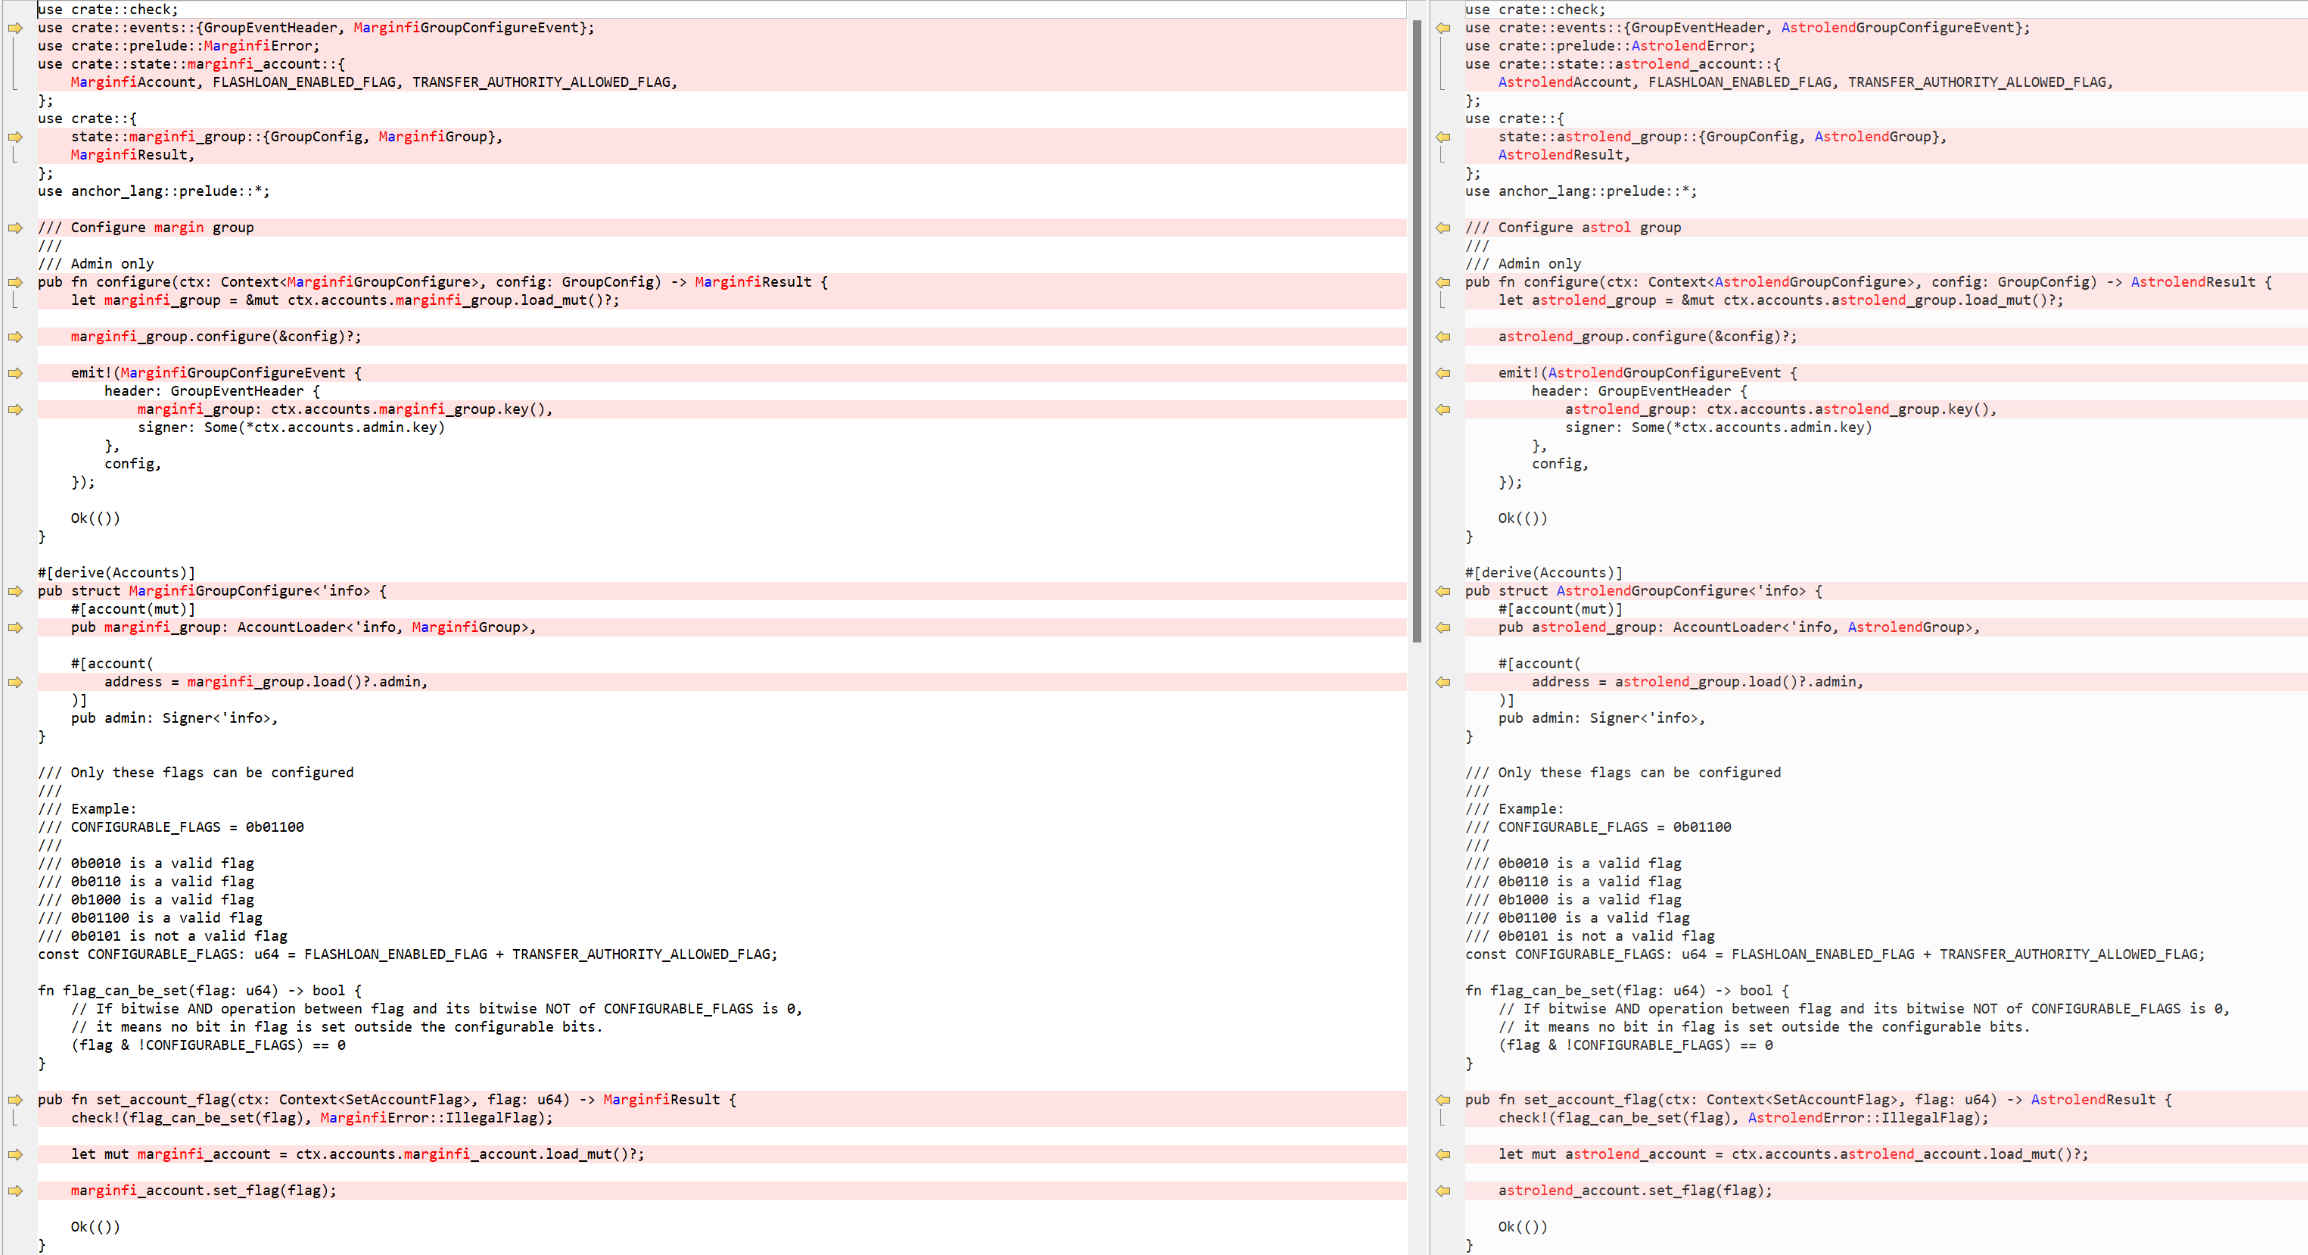 use crate::check;
use crate::events::{GroupEventHeader, MarginfiGroupConfigureEvent};
use crate::prelude::MarginfiError;
use crate::state::marginfi_account::{
    MarginfiAccount, FLASHLOAN_ENABLED_FLAG, TRANSFER_AUTHORITY_ALLOWED_FLAG,
};
use crate::{
    state::marginfi_group::{GroupConfig, MarginfiGroup},
    MarginfiResult,
};
use anchor_lang::prelude::*;

/// Configure margin group
///
/// Admin only
pub fn configure(ctx: Context<MarginfiGroupConfigure>, config: GroupConfig) -> MarginfiResult {
    let marginfi_group = &mut ctx.accounts.marginfi_group.load_mut()?;

    marginfi_group.configure(&config)?;

    emit!(MarginfiGroupConfigureEvent {
        header: GroupEventHeader {
            marginfi_group: ctx.accounts.marginfi_group.key(),
            signer: Some(*ctx.accounts.admin.key)
        },
        config,
    });

    Ok(())
}

#[derive(Accounts)]
pub struct MarginfiGroupConfigure<'info> {
    #[account(mut)]
    pub marginfi_group: AccountLoader<'info, MarginfiGroup>,

    #[account(
        address = marginfi_group.load()?.admin,
    )]
    pub admin: Signer<'info>,
}

/// Only these flags can be configured
///
/// Example:
/// CONFIGURABLE_FLAGS = 0b01100
///
/// 0b0010 is a valid flag
/// 0b0110 is a valid flag
/// 0b1000 is a valid flag
/// 0b01100 is a valid flag
/// 0b0101 is not a valid flag
const CONFIGURABLE_FLAGS: u64 = FLASHLOAN_ENABLED_FLAG + TRANSFER_AUTHORITY_ALLOWED_FLAG;

fn flag_can_be_set(flag: u64) -> bool {
    // If bitwise AND operation between flag and its bitwise NOT of CONFIGURABLE_FLAGS is 0,
    // it means no bit in flag is set outside the configurable bits.
    (flag & !CONFIGURABLE_FLAGS) == 0
}

pub fn set_account_flag(ctx: Context<SetAccountFlag>, flag: u64) -> MarginfiResult {
    check!(flag_can_be_set(flag), MarginfiError::IllegalFlag);

    let mut marginfi_account = ctx.accounts.marginfi_account.load_mut()?;

    marginfi_account.set_flag(flag);

    Ok(())
}
use crate::check;
use crate::events::{GroupEventHeader, AstrolendGroupConfigureEvent};
use crate::prelude::AstrolendError;
use crate::state::astrolend_account::{
    AstrolendAccount, FLASHLOAN_ENABLED_FLAG, TRANSFER_AUTHORITY_ALLOWED_FLAG,
};
use crate::{
    state::astrolend_group::{GroupConfig, AstrolendGroup},
    AstrolendResult,
};
use anchor_lang::prelude::*;

/// Configure astrol group
///
/// Admin only
pub fn configure(ctx: Context<AstrolendGroupConfigure>, config: GroupConfig) -> AstrolendResult {
    let astrolend_group = &mut ctx.accounts.astrolend_group.load_mut()?;

    astrolend_group.configure(&config)?;

    emit!(AstrolendGroupConfigureEvent {
        header: GroupEventHeader {
            astrolend_group: ctx.accounts.astrolend_group.key(),
            signer: Some(*ctx.accounts.admin.key)
        },
        config,
    });

    Ok(())
}

#[derive(Accounts)]
pub struct AstrolendGroupConfigure<'info> {
    #[account(mut)]
    pub astrolend_group: AccountLoader<'info, AstrolendGroup>,

    #[account(
        address = astrolend_group.load()?.admin,
    )]
    pub admin: Signer<'info>,
}

/// Only these flags can be configured
///
/// Example:
/// CONFIGURABLE_FLAGS = 0b01100
///
/// 0b0010 is a valid flag
/// 0b0110 is a valid flag
/// 0b1000 is a valid flag
/// 0b01100 is a valid flag
/// 0b0101 is not a valid flag
const CONFIGURABLE_FLAGS: u64 = FLASHLOAN_ENABLED_FLAG + TRANSFER_AUTHORITY_ALLOWED_FLAG;

fn flag_can_be_set(flag: u64) -> bool {
    // If bitwise AND operation between flag and its bitwise NOT of CONFIGURABLE_FLAGS is 0,
    // it means no bit in flag is set outside the configurable bits.
    (flag & !CONFIGURABLE_FLAGS) == 0
}

pub fn set_account_flag(ctx: Context<SetAccountFlag>, flag: u64) -> AstrolendResult {
    check!(flag_can_be_set(flag), AstrolendError::IllegalFlag);

    let mut astrolend_account = ctx.accounts.astrolend_account.load_mut()?;

    astrolend_account.set_flag(flag);

    Ok(())
}